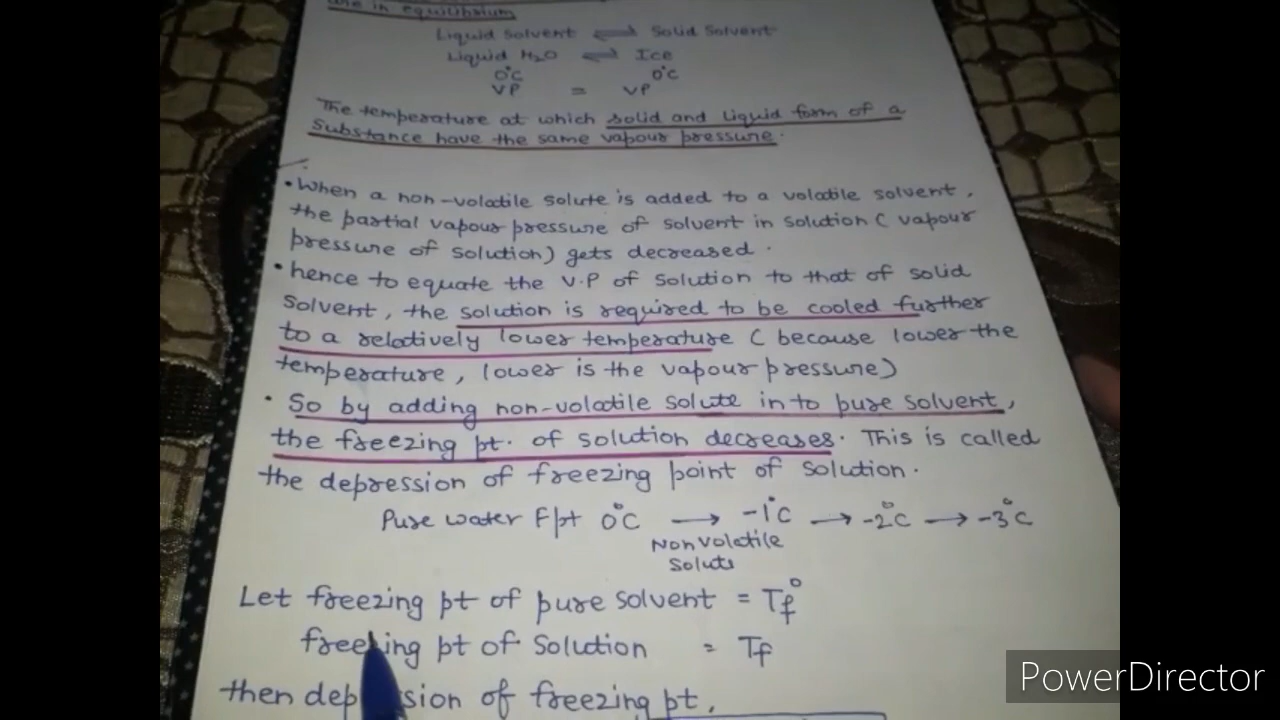 are in equilibrium
Liquid Solvent ⇌ Solid Solvent
Liquid H2O ⇌ Ice
0°C 0°C
VP = VP
The temperature at which solid and liquid form of a
Substance have the same vapour pressure.
• When a non-volatile solute is added to a volatile solvent,
the partial vapour pressure of solvent in solution ( vapour
pressure of solution) gets decreased.
• hence to equate the V.P of Solution to that of solid
Solvent, the solution is required to be cooled further
to a relatively lower temperature ( because lower the
temperature, lower is the vapour pressure)
• So by adding non-volatile solute in to pure solvent,
the freezing pt. of solution decreases. This is called
the depression of freezing point of solution.
Pure water F/pt 0°C → -1°C → -2°C → -3°C
Non volatile
Solute
Let freezing pt of pure solvent = Tf°
freezing pt of Solution = Tf
then depression of freezing pt,
PowerDirector